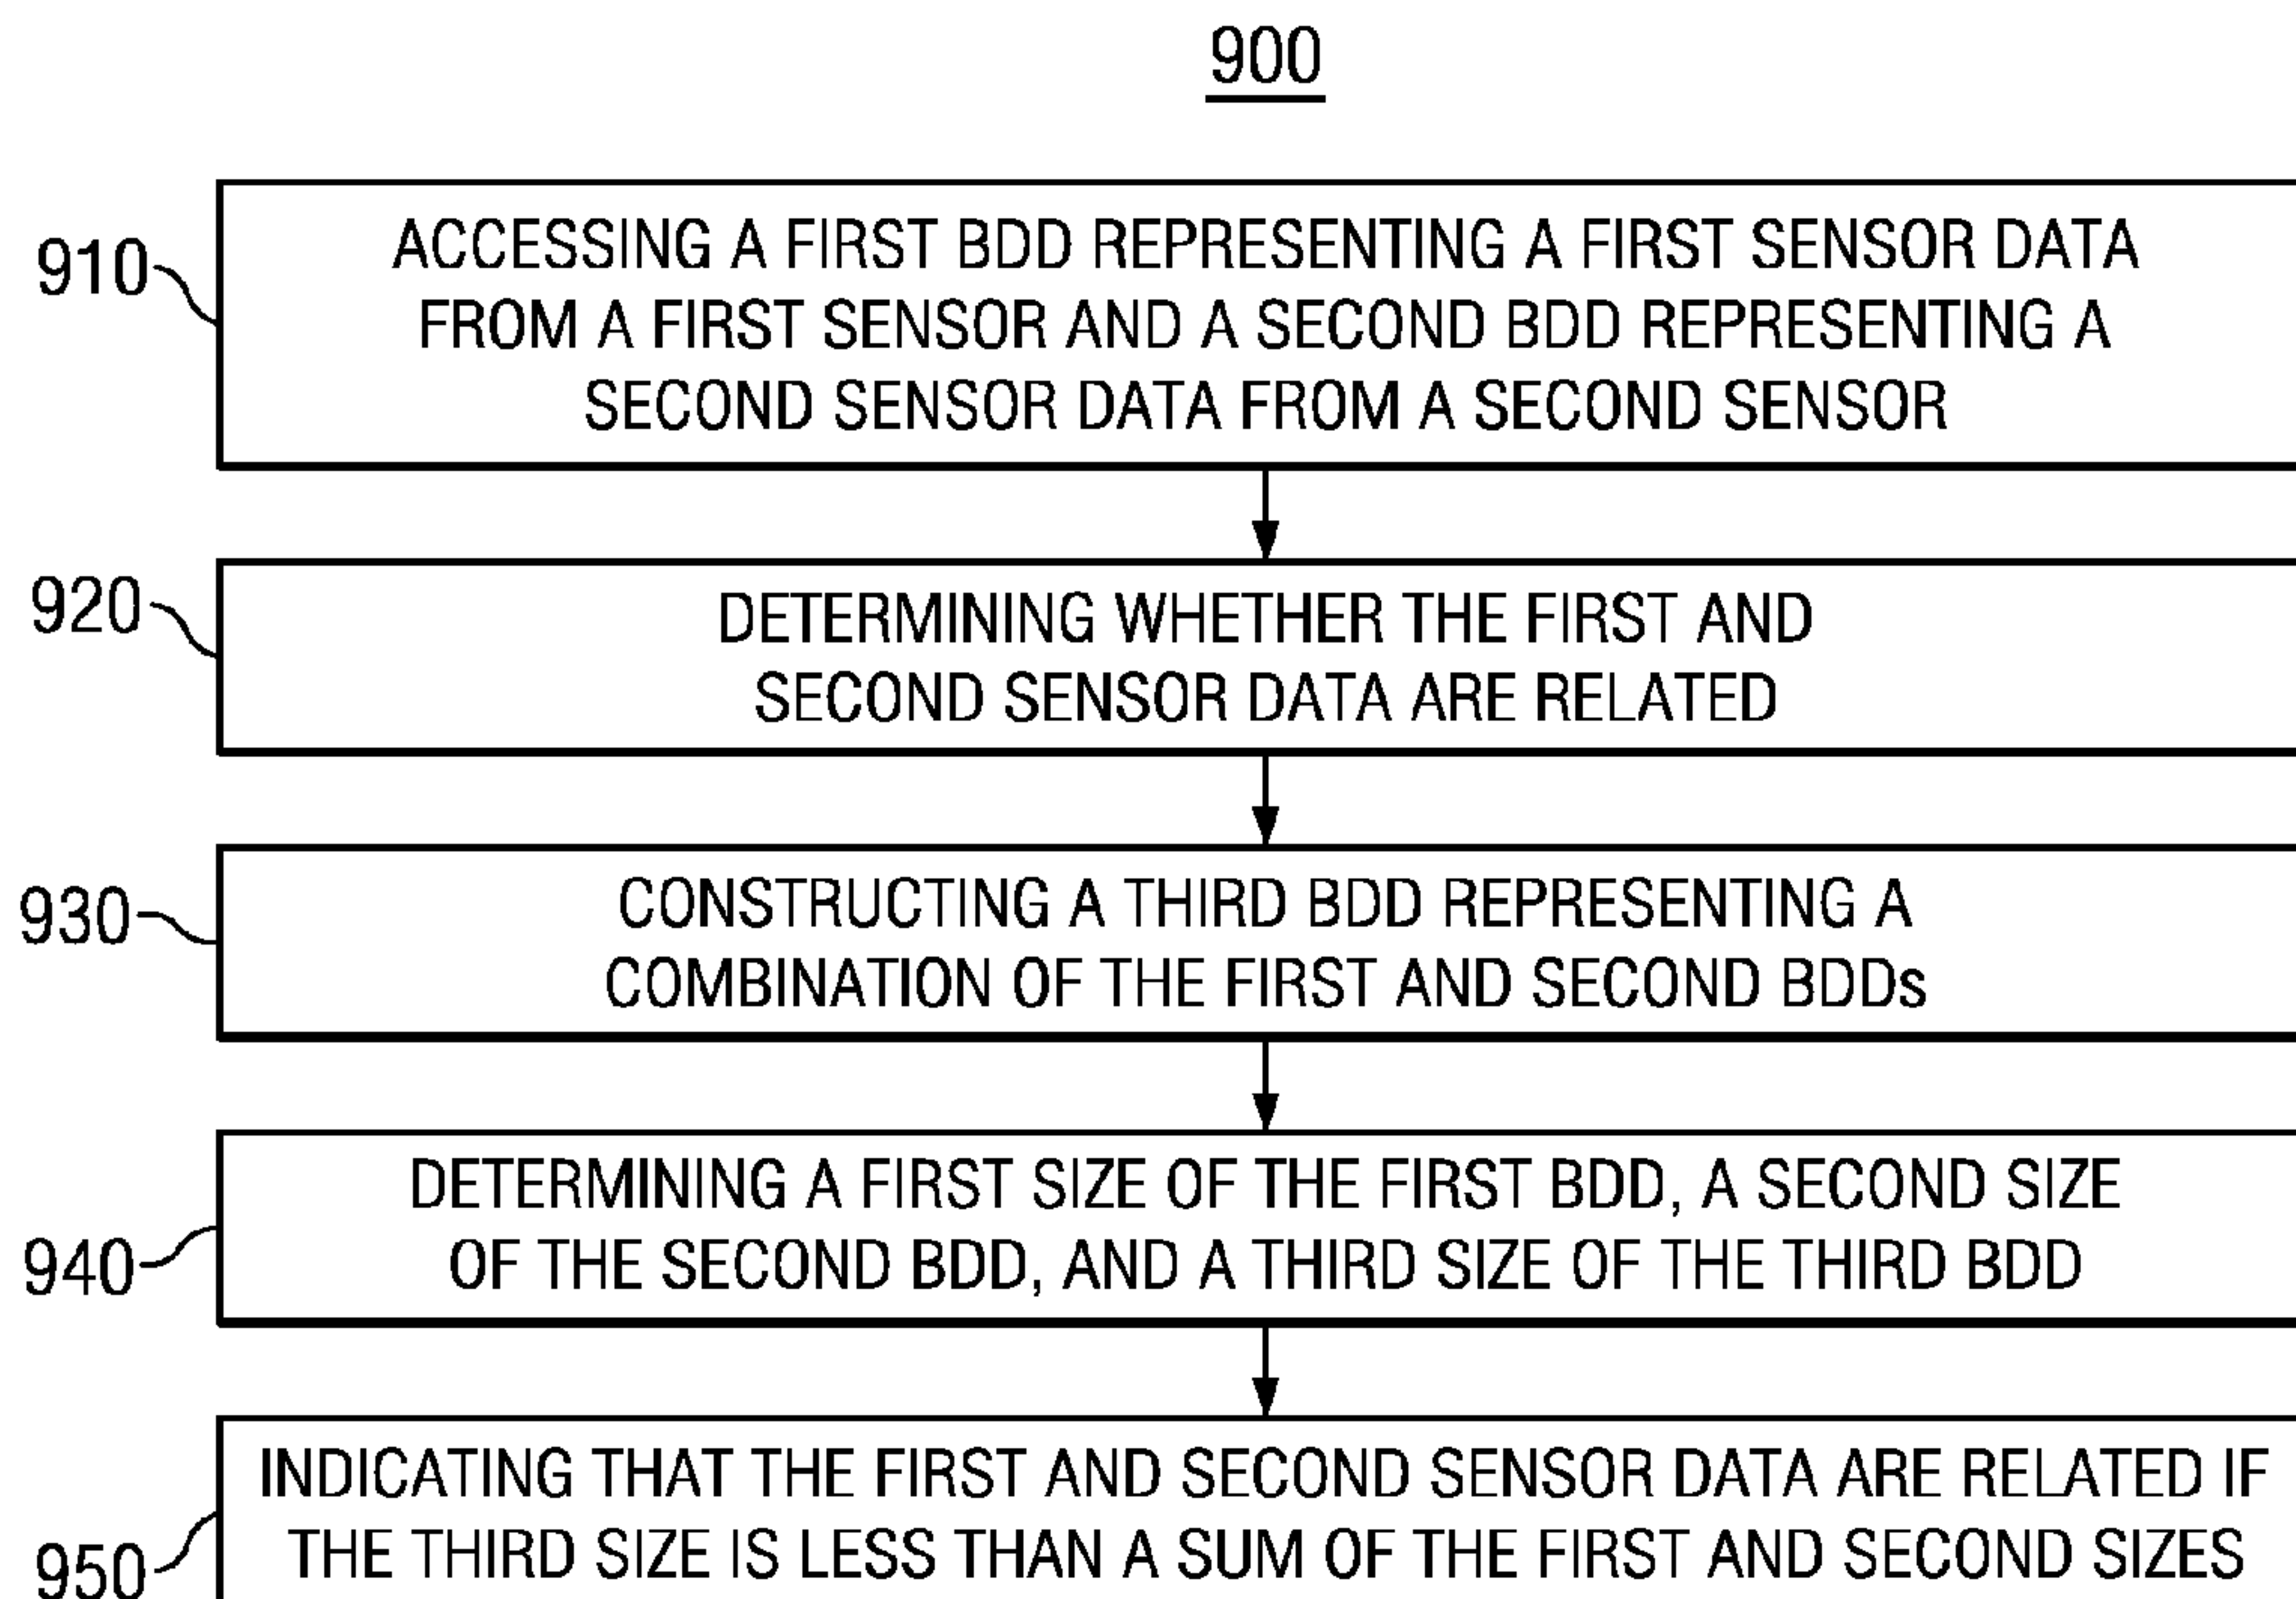 900
910
ACCESSING A FIRST BDD REPRESENTING A FIRST SENSOR DATA
FROM A FIRST SENSOR AND A SECOND BDD REPRESENTING A
SECOND SENSOR DATA FROM A SECOND SENSOR
920
DETERMINING WHETHER THE FIRST AND
SECOND SENSOR DATA ARE RELATED
930
CONSTRUCTING A THIRD BDD REPRESENTING A
COMBINATION OF THE FIRST AND SECOND BDDs
940
DETERMINING A FIRST SIZE OF THE FIRST BDD, A SECOND SIZE
OF THE SECOND BDD, AND A THIRD SIZE OF THE THIRD BDD
950
INDICATING THAT THE FIRST AND SECOND SENSOR DATA ARE RELATED IF
THE THIRD SIZE IS LESS THAN A SUM OF THE FIRST AND SECOND SIZES